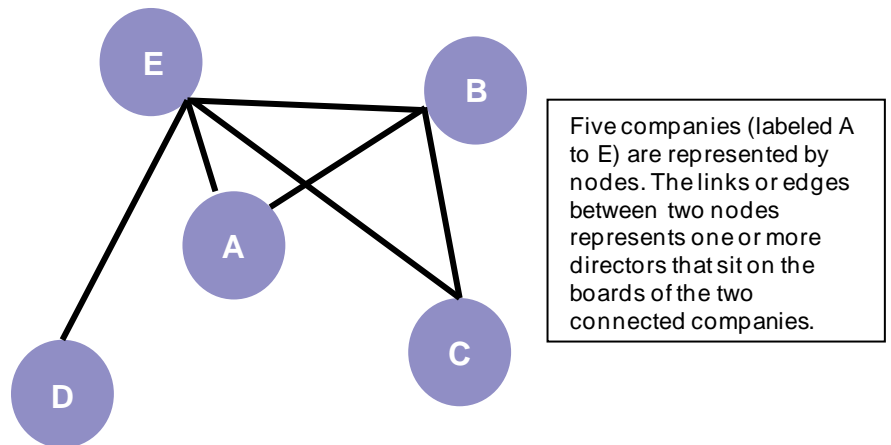 E
B
A
C
D
Five companies (labeled A
to E) are represented by
nodes. The links or edges
between two nodes
represents one or more
directors that sit on the
boards of the two
connected companies.